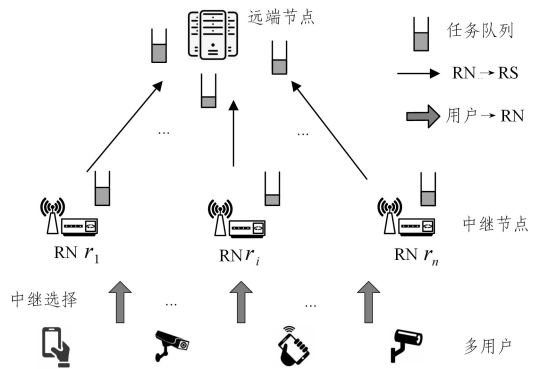 远端节点
任务队列
RN→RS
用户→RN
...
...
中继节点
RN r1
RN ri
RN rn
中继选择
...
...
多用户